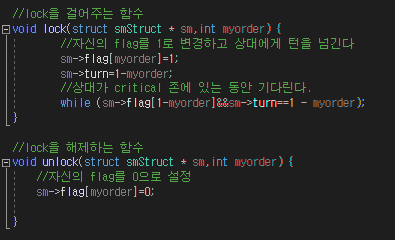 //lock을 걸어주는 함수
void lock(struct smStruct * sm,int myorder) {
//자신의 flag를 1로 변경하고 상대에게 턴을 넘긴다
sm->flag[myorder]=1;
sm->turn=1-myorder;
//상대가 critical 존에 있는 동안 기다린다.
while (sm->flag[1-myorder]&&sm->turn==1 - myorder);
}
//lock을 해제하는 함수
void unlock(struct smStruct * sm,int myorder) {
//자신의 flag를 0으로 설정
sm->flag[myorder]=0;
}